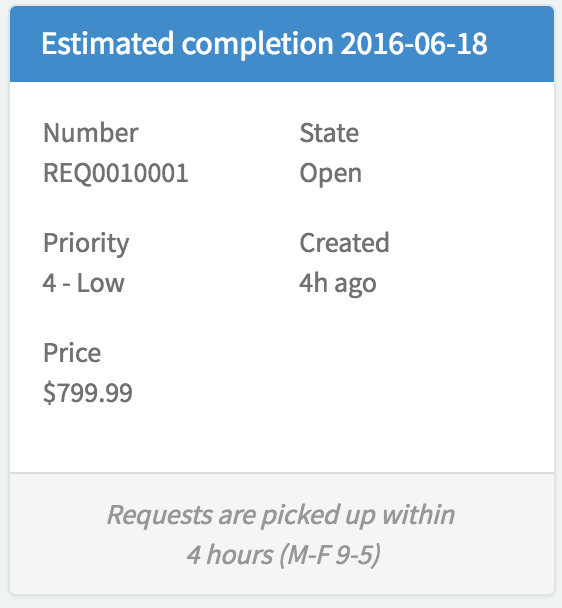 Estimated completion 2016-06-18
Number
REQ0010001
State
Open
Priority
4 - Low
Created
4h ago
Price
$799.99
Requests are picked up within
4 hours (M-F 9-5)